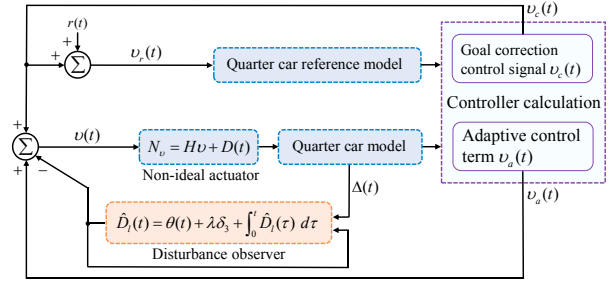 υ_c(t)
r(t)
+
+
∑
υ_r(t)
Quarter car reference model
Goal correction
control signal υ_c(t)
Controller calculation
+
∑
+
−
υ(t)
N_υ = Hυ + D(t)
Non-ideal actuator
Quarter car model
Adaptive control
term υ_a(t)
Δ(t)
υ_a(t)
D̂_l(t) = θ(t) + λδ_3 + ∫_0^t D̂_l(τ) dτ
Disturbance observer